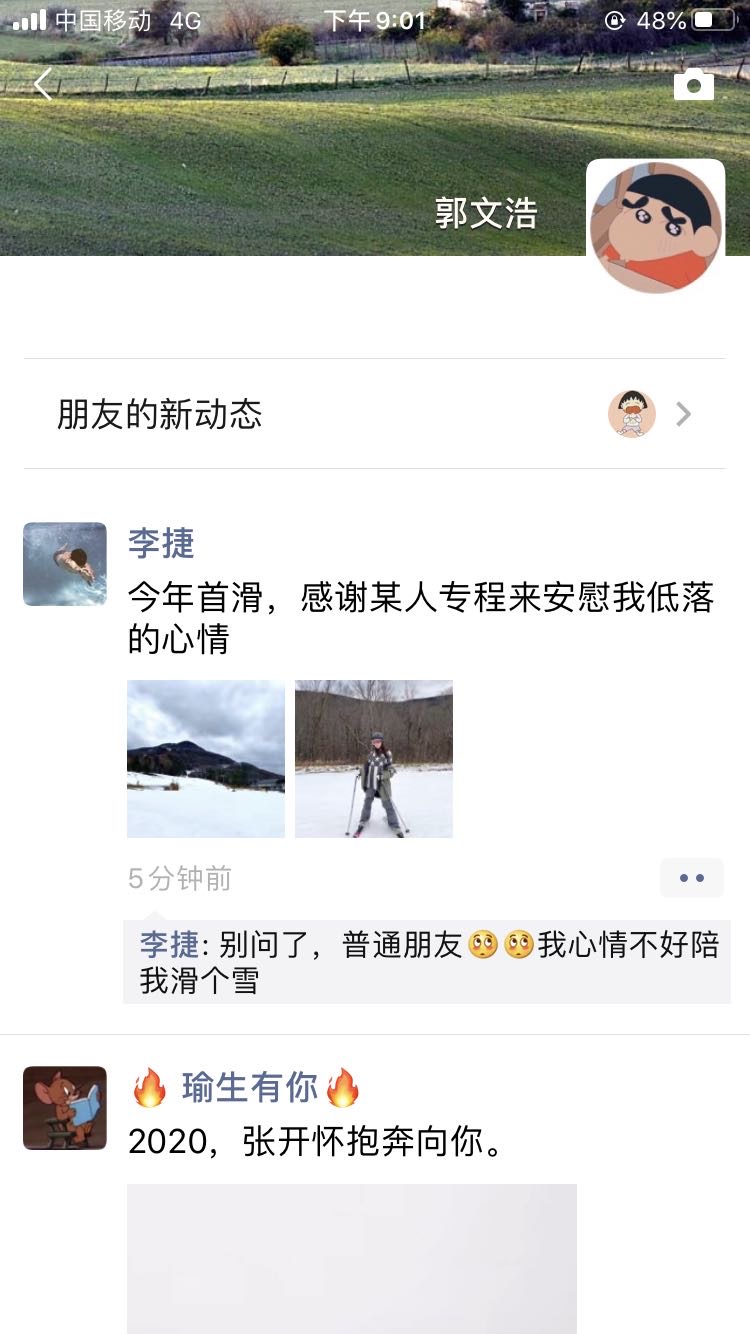 中国移动 4G 下午9:01 48%
郭文浩
朋友的新动态
李捷
今年首滑，感谢某人专程来安慰我低落
的心情
5分钟前
李捷: 别问了，普通朋友🥺🥺我心情不好陪
我滑个雪
🔥 瑜生有你🔥
2020，张开怀抱奔向你。